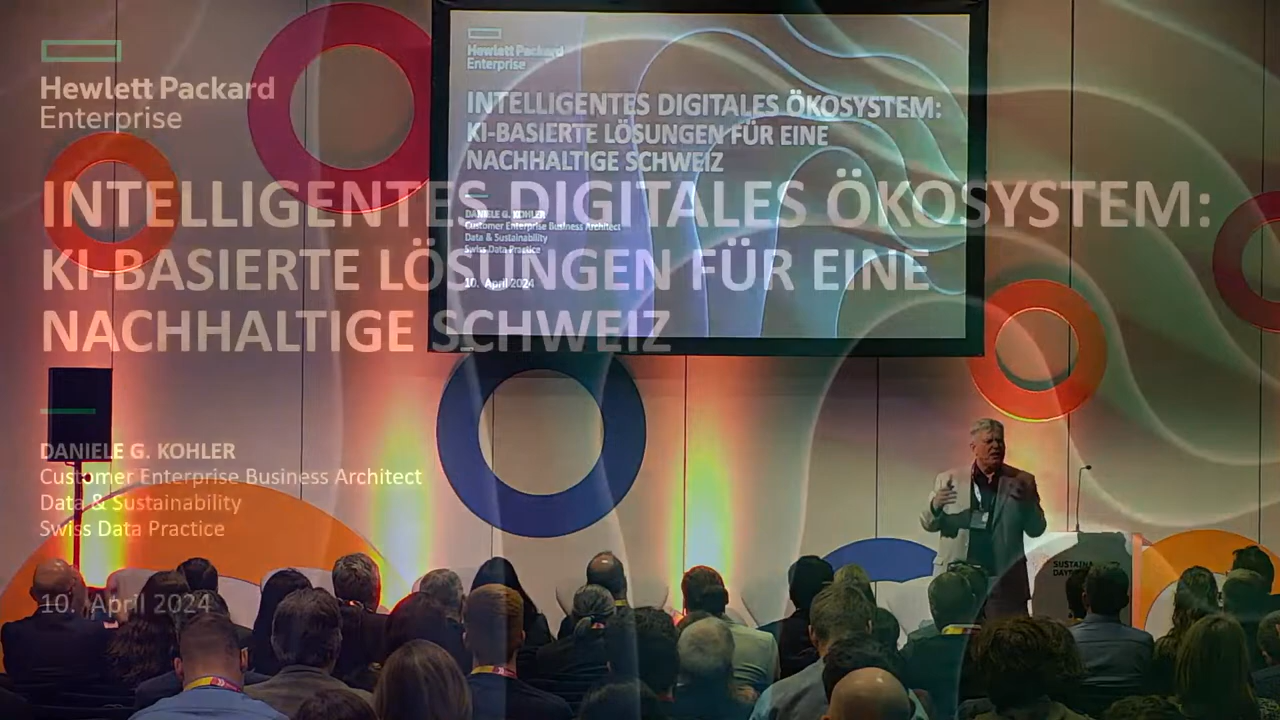 Hewlett Packard
Enterprise
INTELLIGENTES DIGITALES ÖKOSYSTEM:
KI-BASIERTE LÖSUNGEN FÜR EINE
NACHHALTIGE SCHWEIZ
DANIELE G. KOHLER
Customer Enterprise Business Architect
Data & Sustainability
Swiss Data Practice
10. April 2024
Hewlett Packard
Enterprise
INTELLIGENTES DIGITALES ÖKOSYSTEM:
KI-BASIERTE LÖSUNGEN FÜR EINE
NACHHALTIGE SCHWEIZ
DANIELE G. KOHLER
Customer Enterprise Business Architect
Data & Sustainability
Swiss Data Practice
10. April 2024